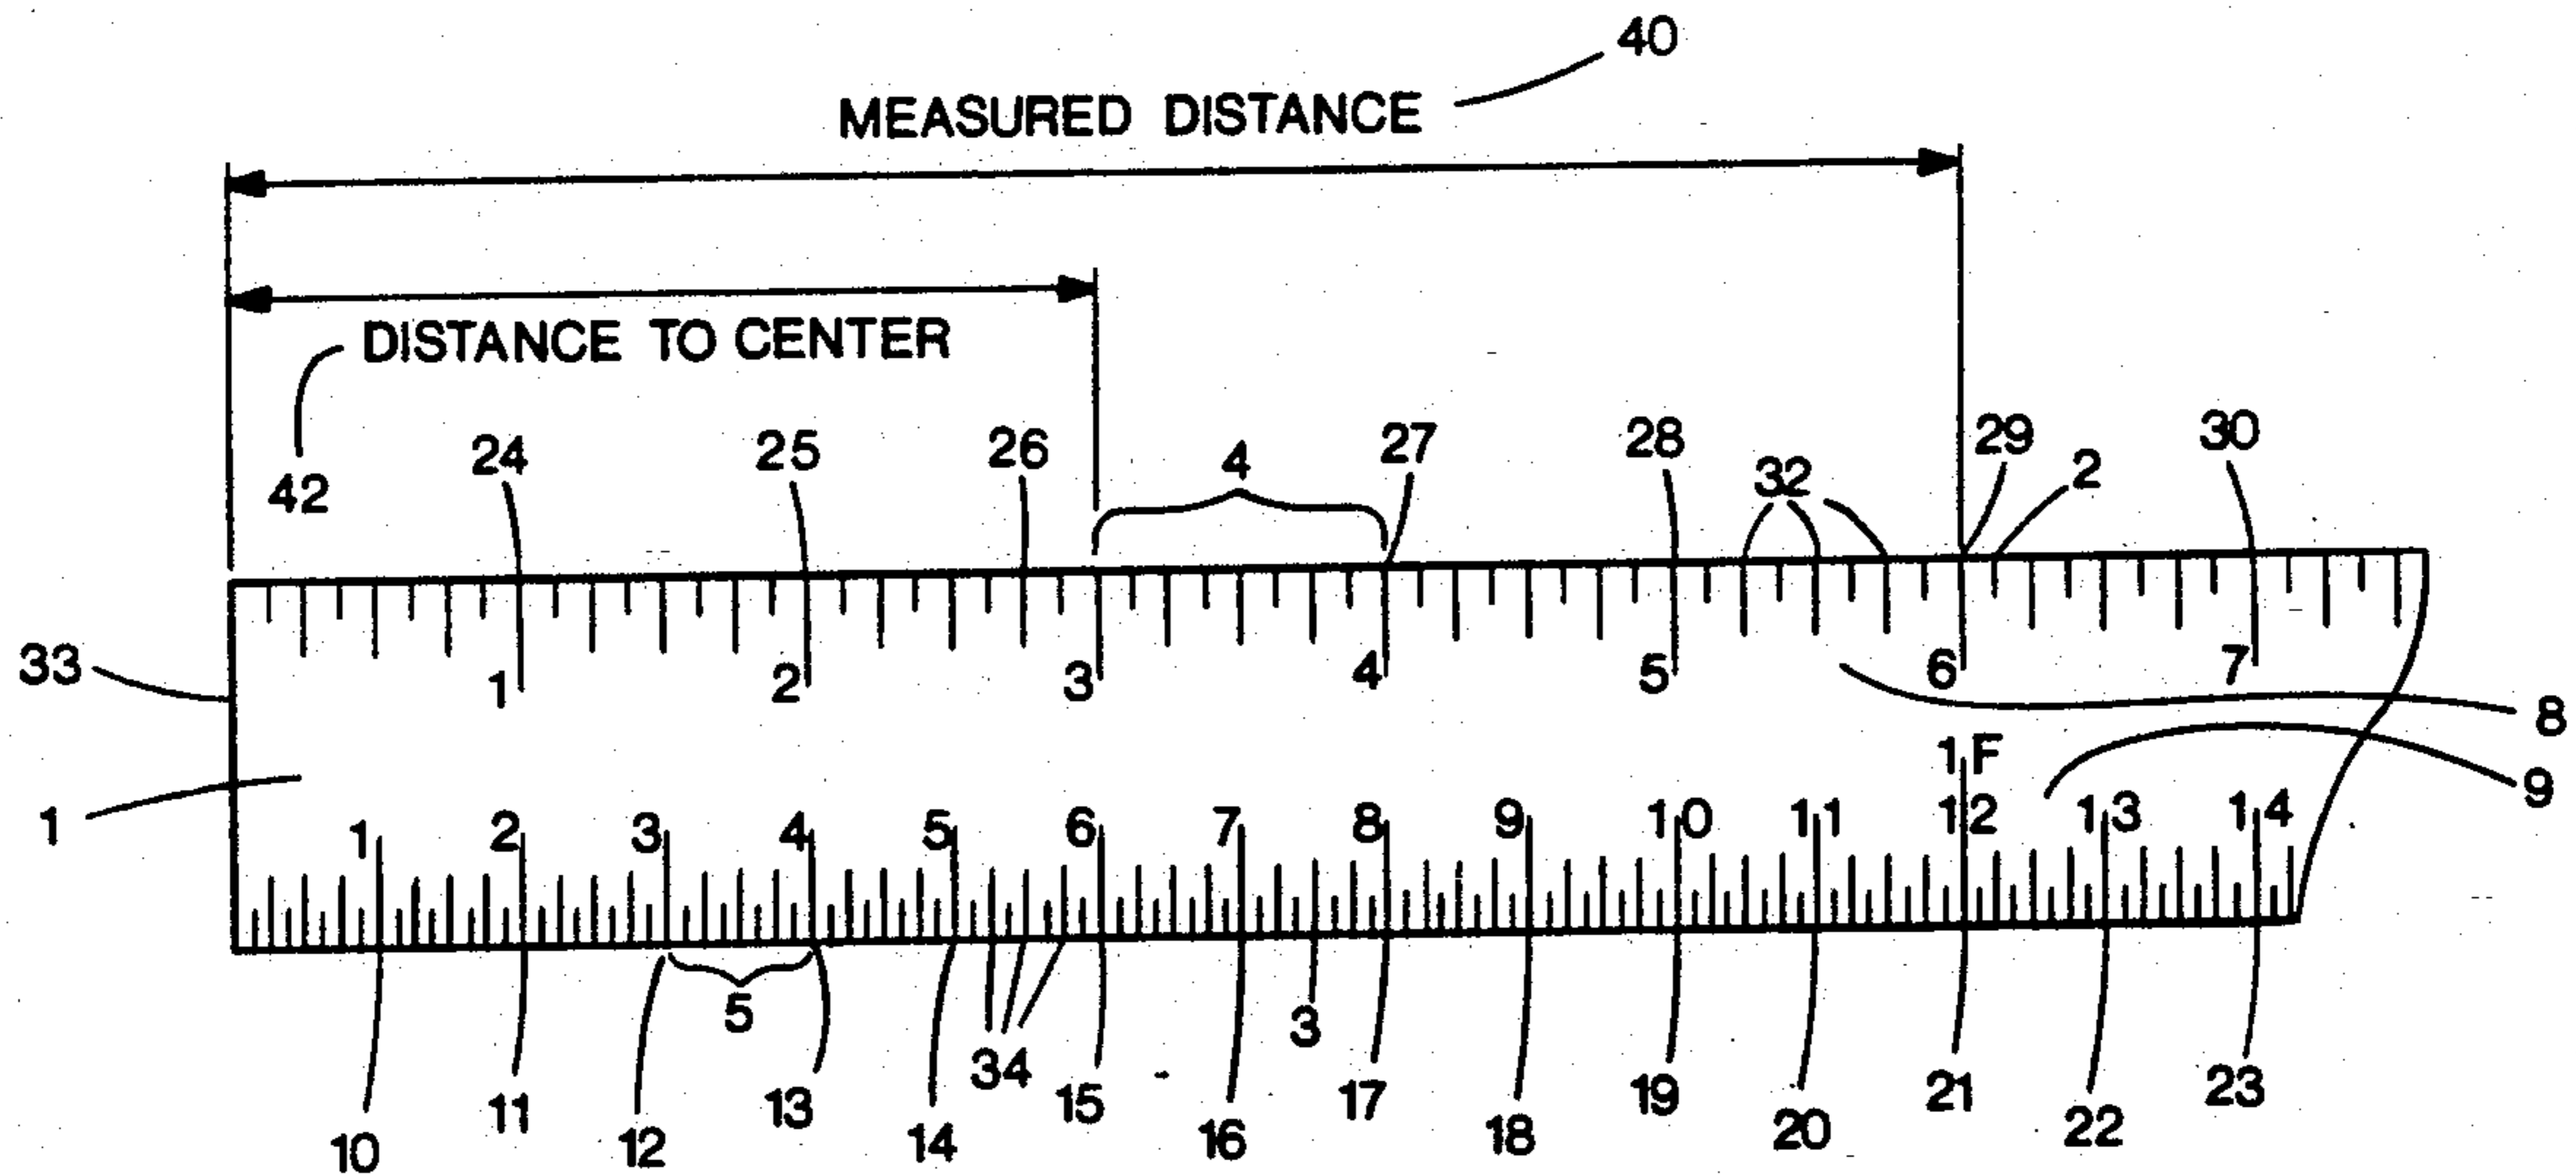 40
MEASURED DISTANCE
DISTANCE TO CENTER
42
24 25 26 4 27 28 32 29 2 30
33
1 2 3 4 5 6 7
8
1F
9
1
1 2 3 4 5 6 7 8 9 10 11 12 13 14
5 3
34
10 11 12 13 14 15 16 17 18 19 20 21 22 23